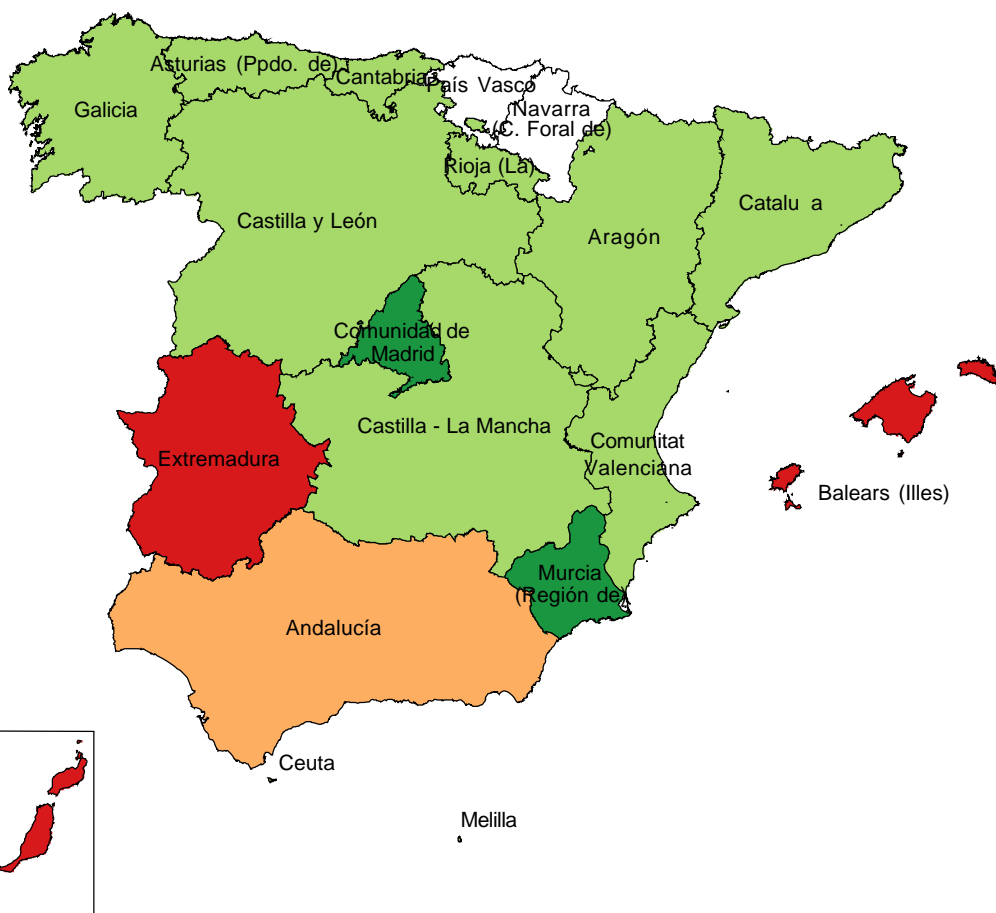 Asturias (Ppdo. de)
Cantabria
País Vasco
Galicia
Navarra
(C. Foral de)
Rioja (La)
Castilla y León
Catalu a
Aragón
Comunidad de
Madrid
Castilla - La Mancha
Comunitat
Valenciana
Extremadura
Balears (Illes)
Murcia
(Región de)
Andalucía
Ceuta
Melilla